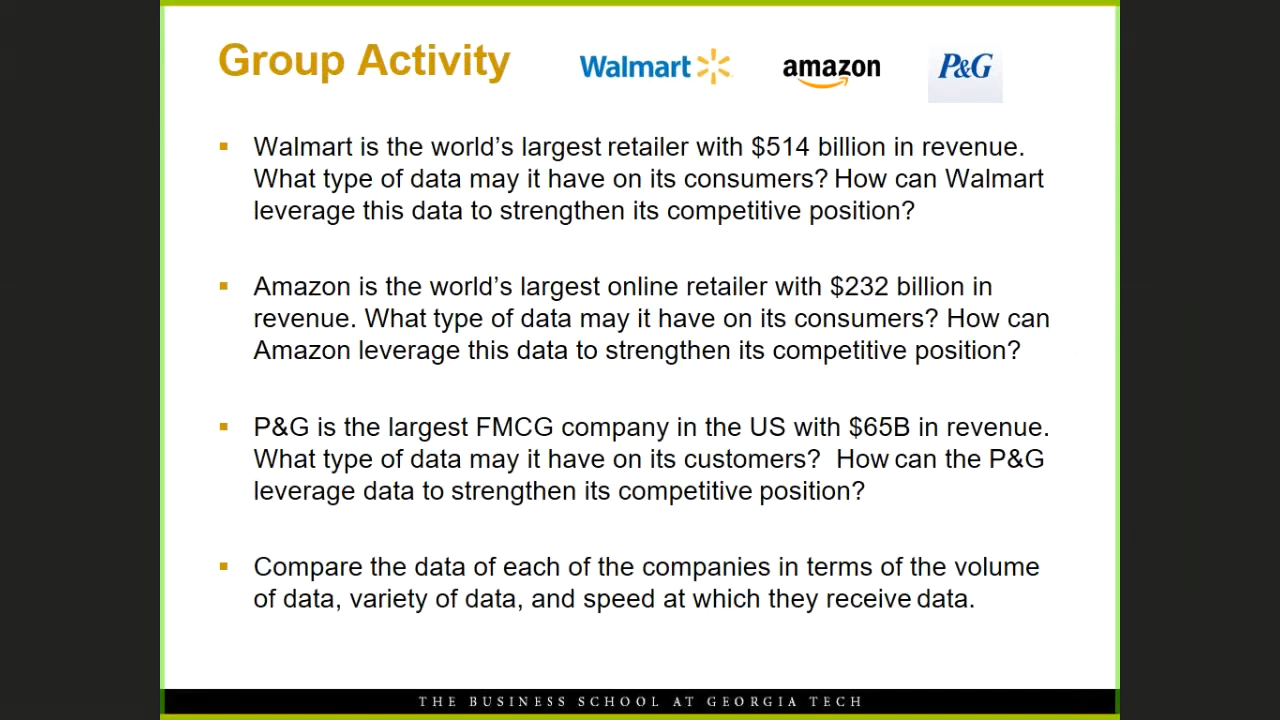 Group Activity
Walmart
amazon
P&G
▪ Walmart is the world's largest retailer with $514 billion in revenue.
What type of data may it have on its consumers? How can Walmart
leverage this data to strengthen its competitive position?
▪ Amazon is the world's largest online retailer with $232 billion in
revenue. What type of data may it have on its consumers? How can
Amazon leverage this data to strengthen its competitive position?
▪ P&G is the largest FMCG company in the US with $65B in revenue.
What type of data may it have on its customers?  How can the P&G
leverage data to strengthen its competitive position?
▪ Compare the data of each of the companies in terms of the volume
of data, variety of data, and speed at which they receive data.
THE BUSINESS SCHOOL AT GEORGIA TECH